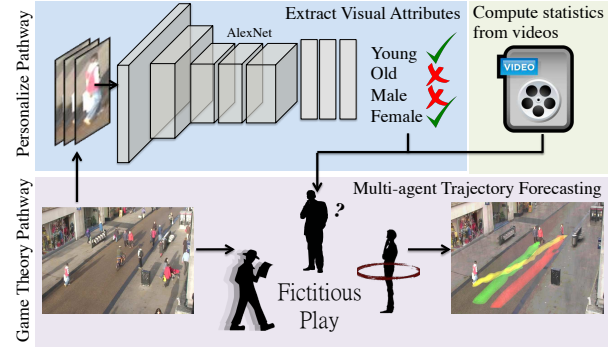 Personalize Pathway
AlexNet
Extract Visual Attributes
Young
Old
Male
Female
Compute statistics
from videos
VIDEO
Game Theory Pathway
Multi-agent Trajectory Forecasting
?
Fictitious
Play